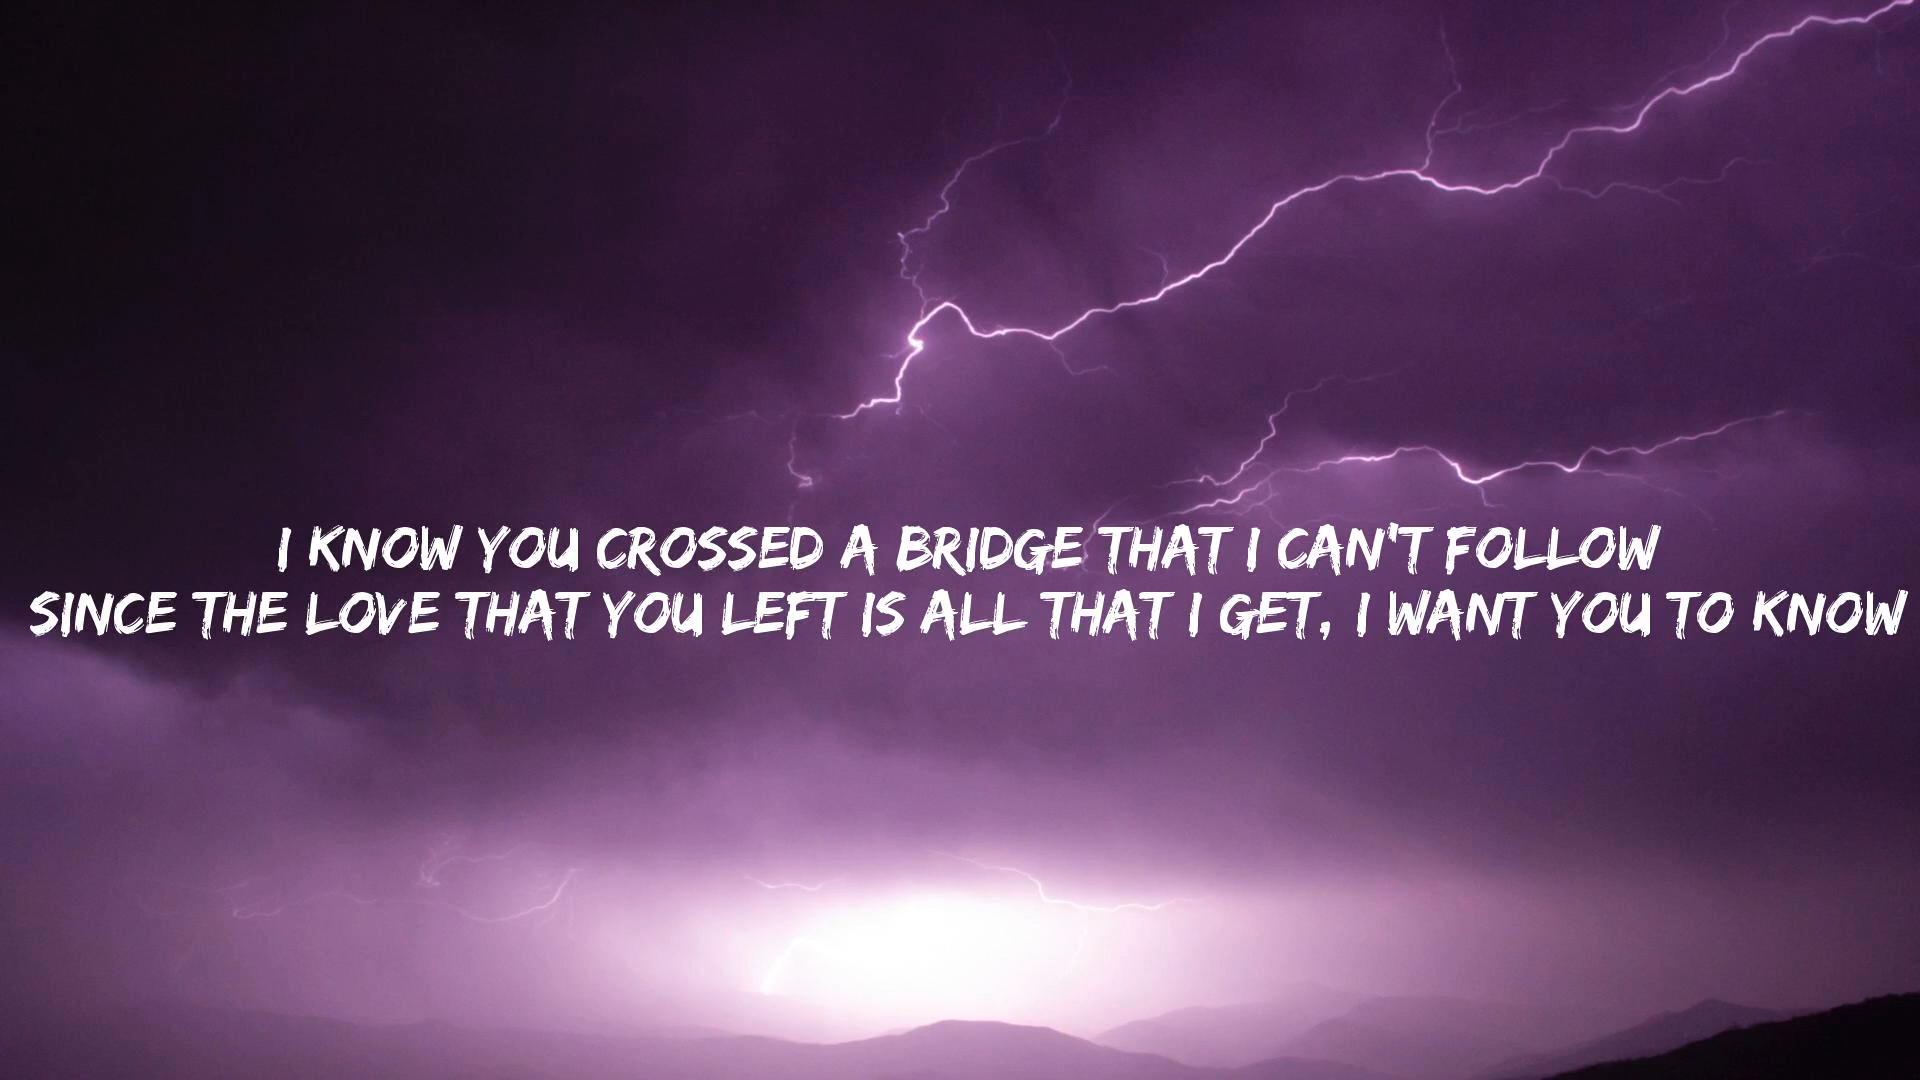 I KNOW YOU CROSSED A BRIDGE THAT I CAN'T FOLLOW
SINCE THE LOVE THAT YOU LEFT IS ALL THAT I GET, I WANT YOU TO KNOW